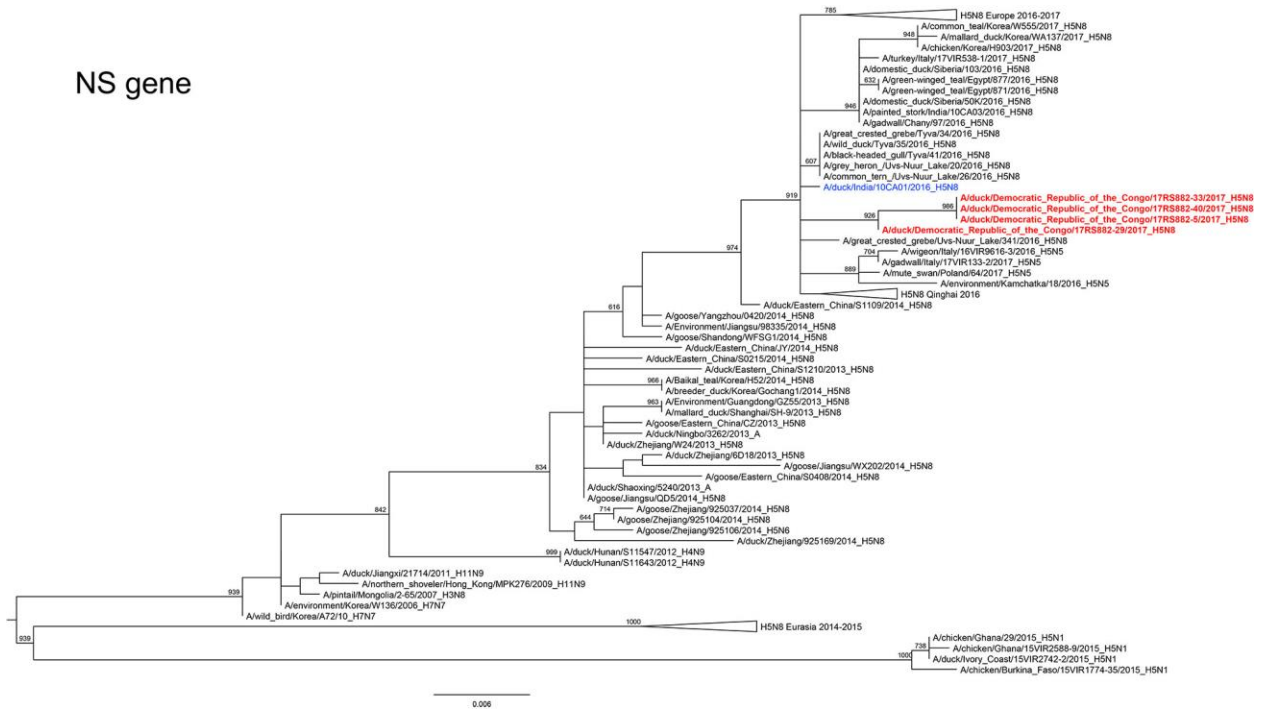 NS gene
785
H5N8 Europe 2016-2017
A/common_teal/Korea/W555/2017_H5N8
948
A/mallard_duck/Korea/WA137/2017_H5N8
A/chicken/Korea/H903/2017_H5N8
A/turkey/Italy/17VIR538-1/2017_H5N8
A/domestic_duck/Siberia/103/2016_H5N8
632
A/green-winged_teal/Egypt/877/2016_H5N8
A/green-winged_teal/Egypt/871/2016_H5N8
A/domestic_duck/Siberia/50K/2016_H5N8
946
A/painted_stork/India/10CA03/2016_H5N8
A/gadwall/Chany/97/2016_H5N8
A/great_crested_grebe/Tyva/34/2016_H5N8
A/wild_duck/Tyva/35/2016_H5N8
A/black-headed_gull/Tyva/41/2016_H5N8
607
A/grey_heron_/Uvs-Nuur_Lake/20/2016_H5N8
A/common_tern_/Uvs-Nuur_Lake/26/2016_H5N8
A/duck/India/10CA01/2016_H5N8
919
A/duck/Democratic_Republic_of_the_Congo/17RS882-33/2017_H5N8
986
A/duck/Democratic_Republic_of_the_Congo/17RS882-40/2017_H5N8
926
A/duck/Democratic_Republic_of_the_Congo/17RS882-5/2017_H5N8
A/duck/Democratic_Republic_of_the_Congo/17RS882-29/2017_H5N8
A/great_crested_grebe/Uvs-Nuur_Lake/341/2016_H5N8
974
704
A/wigeon/Italy/16VIR9616-3/2016_H5N5
A/gadwall/Italy/17VIR133-2/2017_H5N5
889
A/mute_swan/Poland/64/2017_H5N5
A/environment/Kamchatka/18/2016_H5N5
H5N8 Qinghai 2016
A/duck/Eastern_China/S1109/2014_H5N8
616
A/goose/Yangzhou/0420/2014_H5N8
A/Environment/Jiangsu/98335/2014_H5N8
A/goose/Shandong/WFSG1/2014_H5N8
A/duck/Eastern_China/JY/2014_H5N8
A/duck/Eastern_China/S0215/2014_H5N8
A/duck/Eastern_China/S1210/2013_H5N8
968
A/Baikal_teal/Korea/H52/2014_H5N8
A/breeder_duck/Korea/Gochang1/2014_H5N8
963
A/Environment/Guangdong/GZ55/2013_H5N8
A/mallard_duck/Shanghai/SH-9/2013_H5N8
A/goose/Eastern_China/CZ/2013_H5N8
A/duck/Ningbo/3262/2013_A
A/duck/Zhejiang/W24/2013_H5N8
A/duck/Zhejiang/6D18/2013_H5N8
834
A/goose/Jiangsu/WX202/2014_H5N8
A/goose/Eastern_China/S0408/2014_H5N8
A/duck/Shaoxing/5240/2013_A
A/goose/Jiangsu/QD5/2014_H5N8
842
714
A/goose/Zhejiang/925037/2014_H5N8
644
A/goose/Zhejiang/925104/2014_H5N8
A/goose/Zhejiang/925106/2014_H5N6
A/duck/Zhejiang/925169/2014_H5N8
999
A/duck/Hunan/S11547/2012_H4N9
A/duck/Hunan/S11643/2012_H4N9
A/duck/Jiangxi/21714/2011_H11N9
A/northern_shoveler/Hong_Kong/MPK276/2009_H11N9
939
A/pintail/Mongolia/2-65/2007_H3N8
A/environment/Korea/W136/2006_H7N7
A/wild_bird/Korea/A72/10_H7N7
1000
H5N8 Eurasia 2014-2015
939
A/chicken/Ghana/29/2015_H5N1
738
A/chicken/Ghana/15VIR2588-9/2015_H5N1
1000
A/duck/Ivory_Coast/15VIR2742-2/2015_H5N1
A/chicken/Burkina_Faso/15VIR1774-35/2015_H5N1
0.006